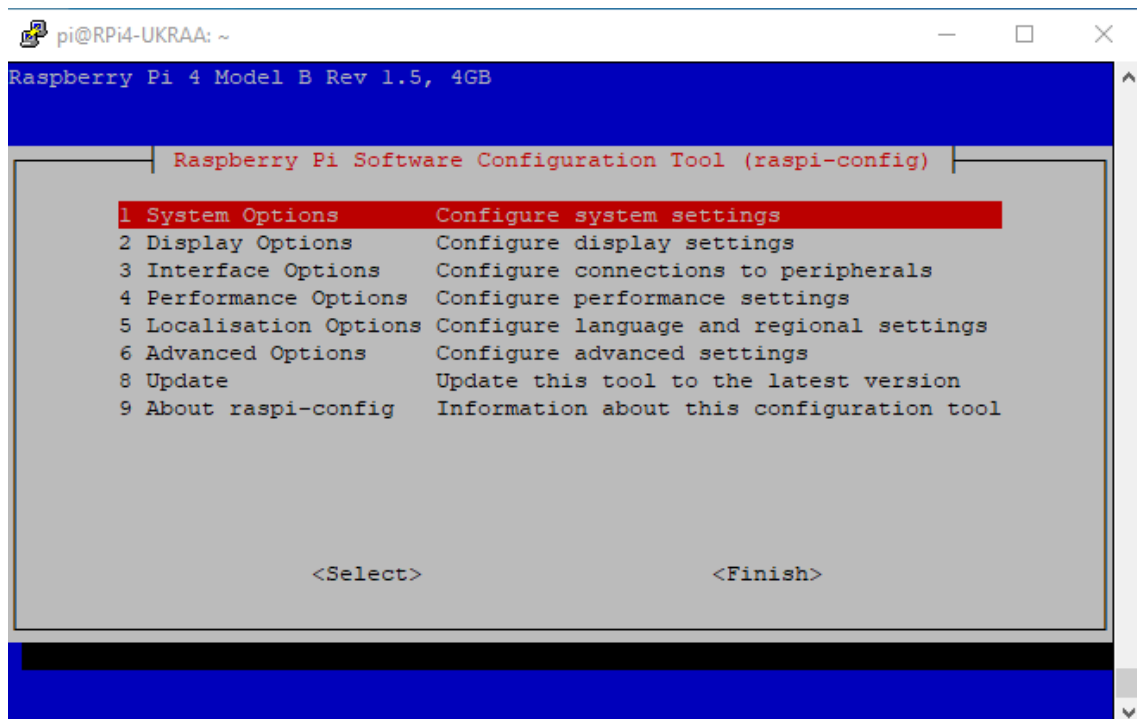 pi@RPi4-UKRAA: ~
Raspberry Pi 4 Model B Rev 1.5, 4GB
Raspberry Pi Software Configuration Tool (raspi-config)
1 System Options Configure system settings
2 Display Options Configure display settings
3 Interface Options Configure connections to peripherals
4 Performance Options Configure performance settings
5 Localisation Options Configure language and regional settings
6 Advanced Options Configure advanced settings
8 Update Update this tool to the latest version
9 About raspi-config Information about this configuration tool
<Select> <Finish>